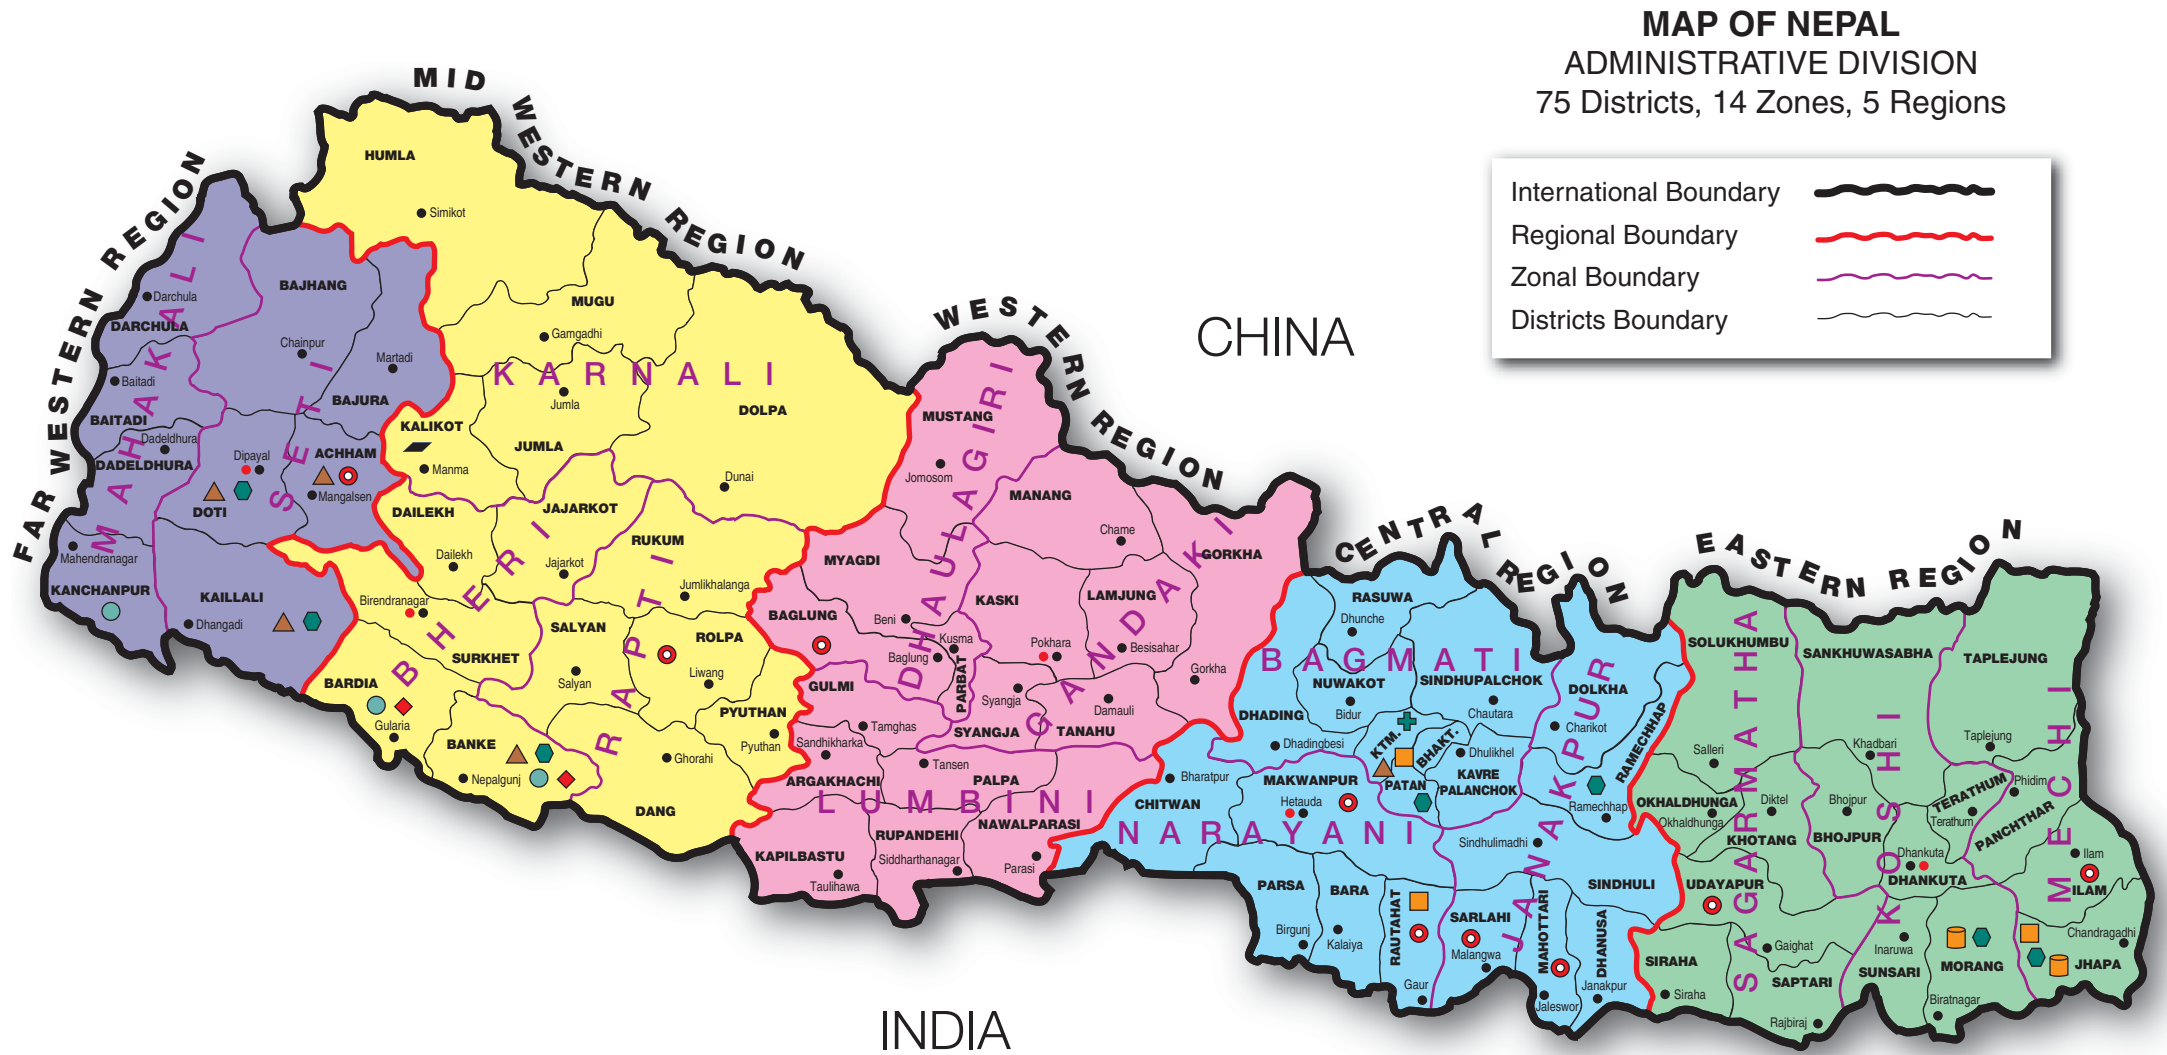 MAP OF NEPAL
ADMINISTRATIVE DIVISION
75 Districts, 14 Zones, 5 Regions
International Boundary
Regional Boundary
Zonal Boundary
Districts Boundary
CHINA
INDIA
FAR WESTERN REGION
MID WESTERN REGION
WESTERN REGION
CENTRAL REGION
EASTERN REGION
MAHAKALI
SETI
KARNALI
BHERI
RAPTI
DHAULAGIRI
GANDAKI
LUMBINI
BAGMATI
NARAYANI
JANAKPUR
SAGARMATHA
KOSHI
MECHI
Darchula
DARCHULA
Baitadi
BAITADI
Dadeldhura
DADELDHURA
Mahendranagar
KANCHANPUR
BAJHANG
Chainpur
Martadi
BAJURA
Dipayal
DOTI
ACHHAM
Mangalsen
KAILLALI
Dhangadi
HUMLA
Simikot
MUGU
Gamgadhi
Jumla
JUMLA
KALIKOT
Manma
DOLPA
Dunai
DAILEKH
Dailekh
JAJARKOT
Jajarkot
RUKUM
Jumlikhalanga
Birendranagar
SURKHET
BARDIA
Gularia
BANKE
Nepalgunj
SALYAN
Salyan
ROLPA
Liwang
PYUTHAN
Pyuthan
Ghorahi
DANG
MUSTANG
Jomosom
MANANG
Chame
MYAGDI
Beni
BAGLUNG
Baglung
Kusma
PARBAT
KASKI
Pokhara
LAMJUNG
Besisahar
GORKHA
Gorkha
GULMI
Tamghas
Syangja
SYANGJA
Damauli
TANAHU
Sandhikharka
ARGAKHACHI
Tansen
PALPA
NAWALPARASI
Parasi
RUPANDEHI
Siddharthanagar
KAPILBASTU
Taulihawa
RASUWA
Dhunche
NUWAKOT
Bidur
SINDHUPALCHOK
Chautara
DHADING
Dhadingbesi
KTM.
BHAKT.
PATAN
Dhulikhel
KAVRE
PALANCHOK
DOLKHA
Charikot
RAMECHHAP
Ramechhap
Bharatpur
CHITWAN
MAKWANPUR
Hetauda
Sindhulimadhi
SINDHULI
PARSA
Birgunj
BARA
Kalaiya
RAUTAHAT
Gaur
SARLAHI
Malangwa
MAHOTTARI
Jaleswor
DHANUSA
Janakpur
SOLUKHUMBU
Salleri
OKHALDHUNGA
Okhaldhunga
Diktel
KHOTANG
UDAYAPUR
Gaighat
SIRAHA
Siraha
SAPTARI
Rajbiraj
SANKHUWASABHA
Khadbari
Bhojpur
BHOJPUR
TERATHUM
Terathum
Dhankuta
DHANKUTA
Inaruwa
SUNSARI
MORANG
Biratnagar
TAPLEJUNG
Taplejung
Phidim
PANCHTHAR
Ilam
ILAM
Chandragadhi
JHAPA